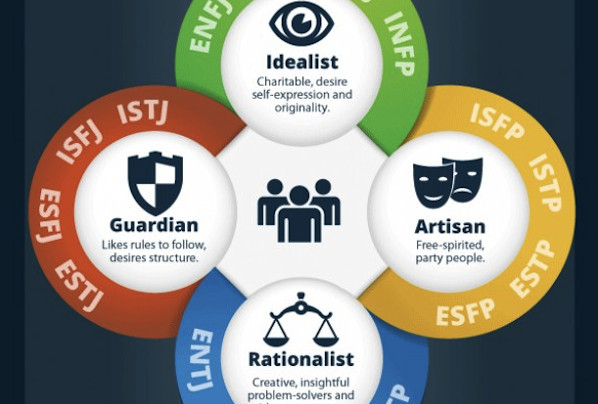 ENFJ
INFP
Idealist
Charitable, desire
self-expression and
originality.
ISTJ
ISFJ
ESFJ
ESTJ
Guardian
Likes rules to follow,
desires structure.
ISFP
ISTP
ESTP
ESFP
Artisan
Free-spirited,
party people.
ENTJ
Rationalist
Creative, insightful
problem-solvers and